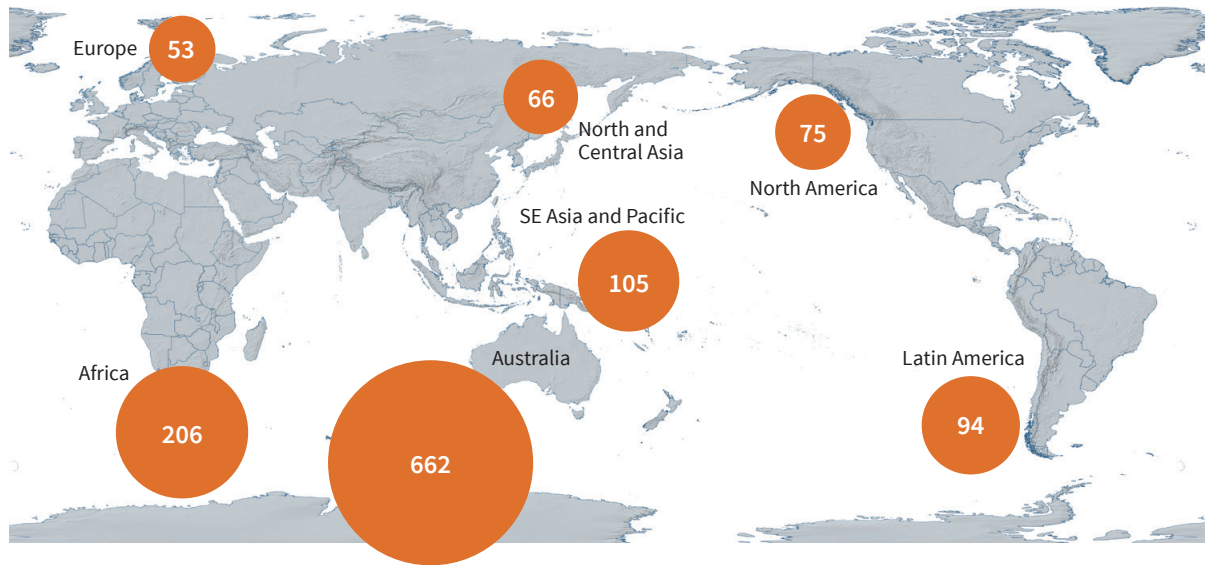 Europe
53
66
North and
Central Asia
75
North America
SE Asia and Pacific
105
Australia
Latin America
Africa
206
662
94